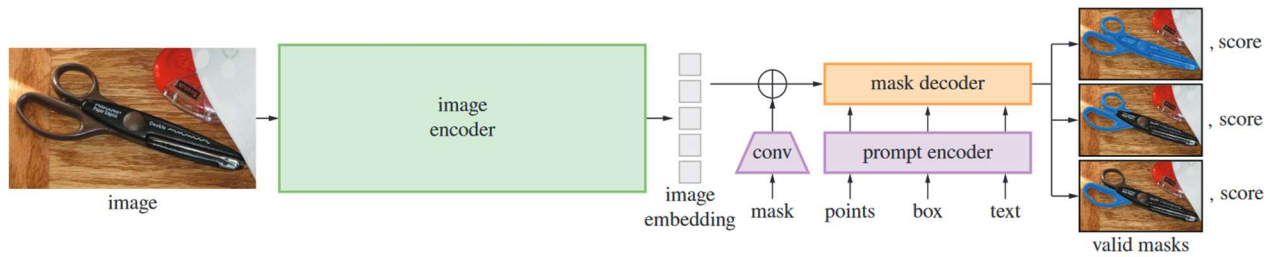 image
image
encoder
image
embedding
conv
mask
mask decoder
prompt encoder
points
box
text
, score
, score
, score
valid masks